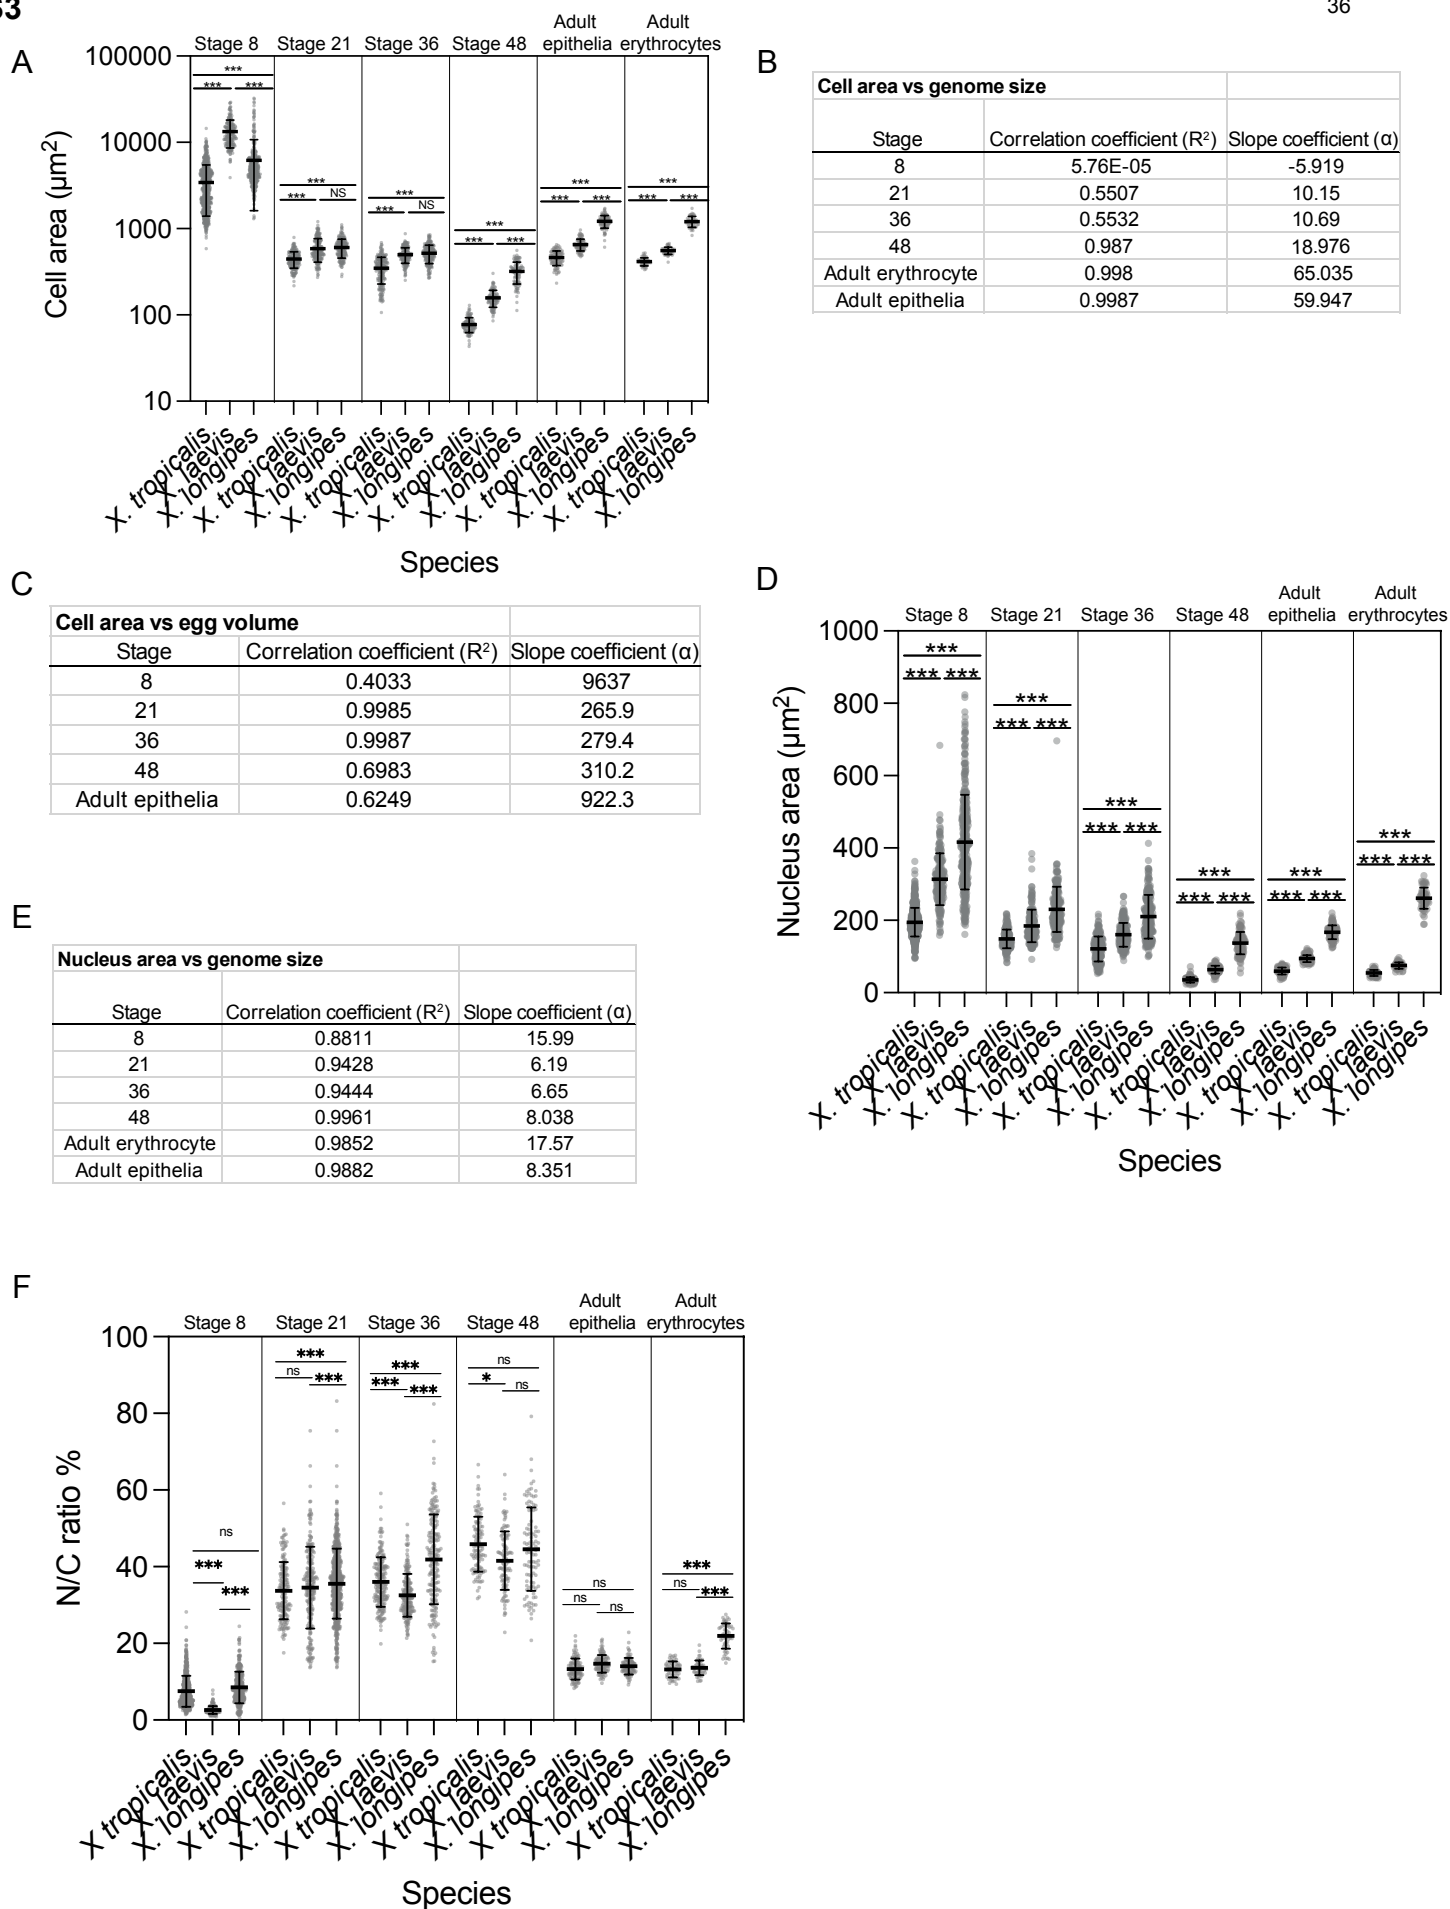 S3
36
A
Stage 8 Stage 21 Stage 36 Stage 48 Adult epithelia Adult erythrocytes
100000
10000
1000
100
10
Cell area (µm²)
*** *** ***
*** *** NS
*** *** NS
*** *** ***
*** *** ***
*** *** ***
X. tropicalis X. laevis X. longipes X. tropicalis X. laevis X. longipes X. tropicalis X. laevis X. longipes X. tropicalis X. laevis X. longipes X. tropicalis X. laevis X. longipes X. tropicalis X. laevis X. longipes
Species
B
Cell area vs genome size
Stage Correlation coefficient (R²) Slope coefficient (α)
8 5.76E-05 -5.919
21 0.5507 10.15
36 0.5532 10.69
48 0.987 18.976
Adult erythrocyte 0.998 65.035
Adult epithelia 0.9987 59.947
C
Cell area vs egg volume
Stage Correlation coefficient (R²) Slope coefficient (α)
8 0.4033 9637
21 0.9985 265.9
36 0.9987 279.4
48 0.6983 310.2
Adult epithelia 0.6249 922.3
D
Stage 8 Stage 21 Stage 36 Stage 48 Adult epithelia Adult erythrocytes
1000
800
600
400
200
0
Nucleus area (µm²)
*** *** ***
*** *** ***
*** *** ***
*** *** ***
*** *** ***
*** *** ***
X. tropicalis X. laevis X. longipes X. tropicalis X. laevis X. longipes X. tropicalis X. laevis X. longipes X. tropicalis X. laevis X. longipes X. tropicalis X. laevis X. longipes X. tropicalis X. laevis X. longipes
Species
E
Nucleus area vs genome size
Stage Correlation coefficient (R²) Slope coefficient (α)
8 0.8811 15.99
21 0.9428 6.19
36 0.9444 6.65
48 0.9961 8.038
Adult erythrocyte 0.9852 17.57
Adult epithelia 0.9882 8.351
F
Stage 8 Stage 21 Stage 36 Stage 48 Adult epithelia Adult erythrocytes
100
80
60
40
20
0
N/C ratio %
ns *** ***
*** ns ***
*** *** ***
ns * ns
ns ns ns
*** ns ***
X tropicalis X. laevis X. longipes X tropicalis X. laevis X. longipes X tropicalis X. laevis X. longipes X tropicalis X. laevis X. longipes X tropicalis X. laevis X. longipes X tropicalis X. laevis X. longipes
Species